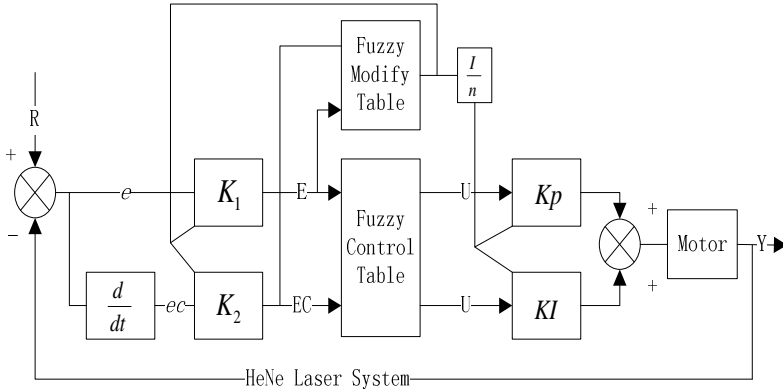 Fuzzy
Modify
Table
I
n
R
+
e
K1
E
Fuzzy
Control
Table
U
Kp
+
Motor
Y
−
d
dt
ec
K2
EC
U
KI
+
HeNe Laser System